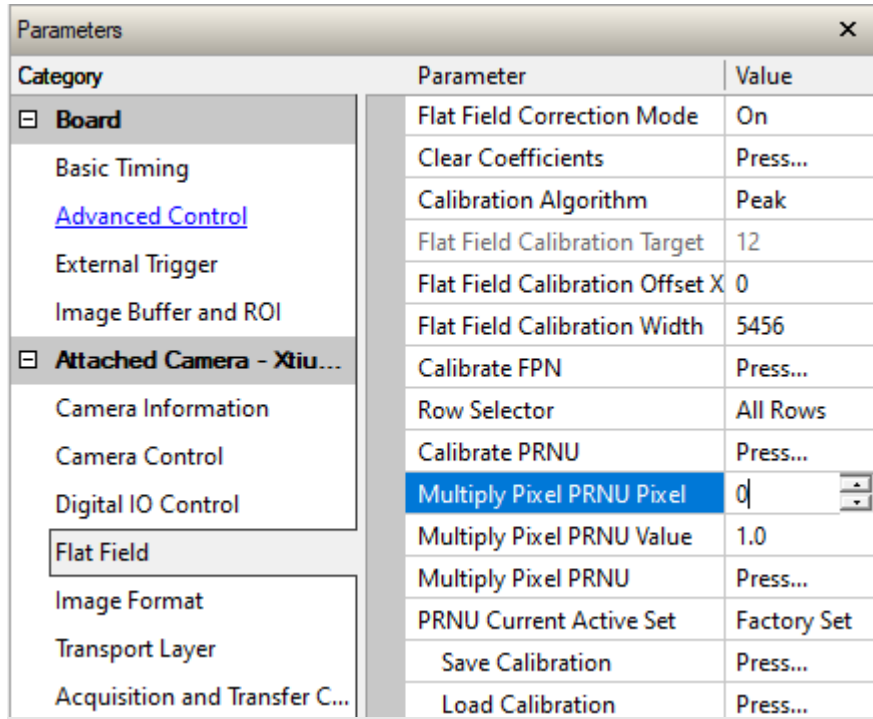 Parameters
Category
Parameter Value
Board
Basic Timing
Advanced Control
External Trigger
Image Buffer and ROI
Attached Camera - Xtiu...
Camera Information
Camera Control
Digital IO Control
Flat Field
Image Format
Transport Layer
Acquisition and Transfer C...
Flat Field Correction Mode On
Clear Coefficients Press...
Calibration Algorithm Peak
Flat Field Calibration Target 12
Flat Field Calibration Offset X 0
Flat Field Calibration Width 5456
Calibrate FPN Press...
Row Selector All Rows
Calibrate PRNU Press...
Multiply Pixel PRNU Pixel 0
Multiply Pixel PRNU Value 1.0
Multiply Pixel PRNU Press...
PRNU Current Active Set Factory Set
Save Calibration Press...
Load Calibration Press...